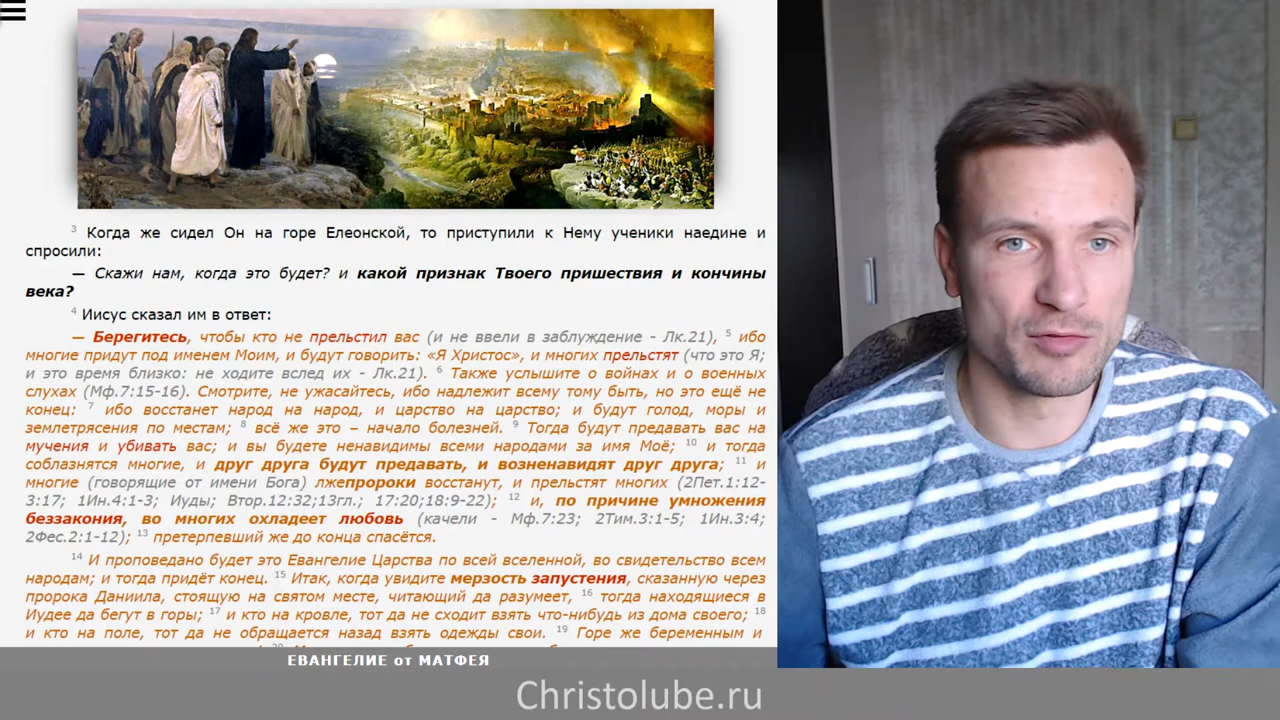 3 Когда же сидел Он на горе Елеонской, то приступили к Нему ученики наедине и
спросили:
— Скажи нам, когда это будет? и какой признак Твоего пришествия и кончины
века?
4 Иисус сказал им в ответ:
— Берегитесь, чтобы кто не прельстил вас (и не ввели в заблуждение - Лк.21), 5 ибо
многие придут под именем Моим, и будут говорить: «Я Христос», и многих прельстят (что это Я;
и это время близко: не ходите вслед их - Лк.21). 6 Также услышите о войнах и о военных
слухах (Мф.7:15-16). Смотрите, не ужасайтесь, ибо надлежит всему тому быть, но это ещё не
конец: 7 ибо восстанет народ на народ, и царство на царство; и будут голод, моры и
землетрясения по местам; 8 всё же это – начало болезней. 9 Тогда будут предавать вас на
мучения и убивать вас; и вы будете ненавидимы всеми народами за имя Моё; 10 и тогда
соблазнятся многие, и друг друга будут предавать, и возненавидят друг друга; 11 и
многие (говорящие от имени Бога) лжепророки восстанут, и прельстят многих (2Пет.1:12-
3:17; 1Ин.4:1-3; Иуды; Втор.12:32;13гл.; 17:20;18:9-22); 12 и, по причине умножения
беззакония, во многих охладеет любовь (качели - Мф.7:23; 2Тим.3:1-5; 1Ин.3:4;
2Фес.2:1-12); 13 претерпевший же до конца спасётся.
14 И проповедано будет это Евангелие Царства по всей вселенной, во свидетельство всем
народам; и тогда придёт конец. 15 Итак, когда увидите мерзость запустения, сказанную через
пророка Даниила, стоящую на святом месте, читающий да разумеет, 16 тогда находящиеся в
Иудее да бегут в горы; 17 и кто на кровле, тот да не сходит взять что-нибудь из дома своего; 18
и кто на поле, тот да не обращается назад взять одежды свои. 19 Горе же беременным и
ЕВАНГЕЛИЕ от МАТФЕЯ
Christolube.ru